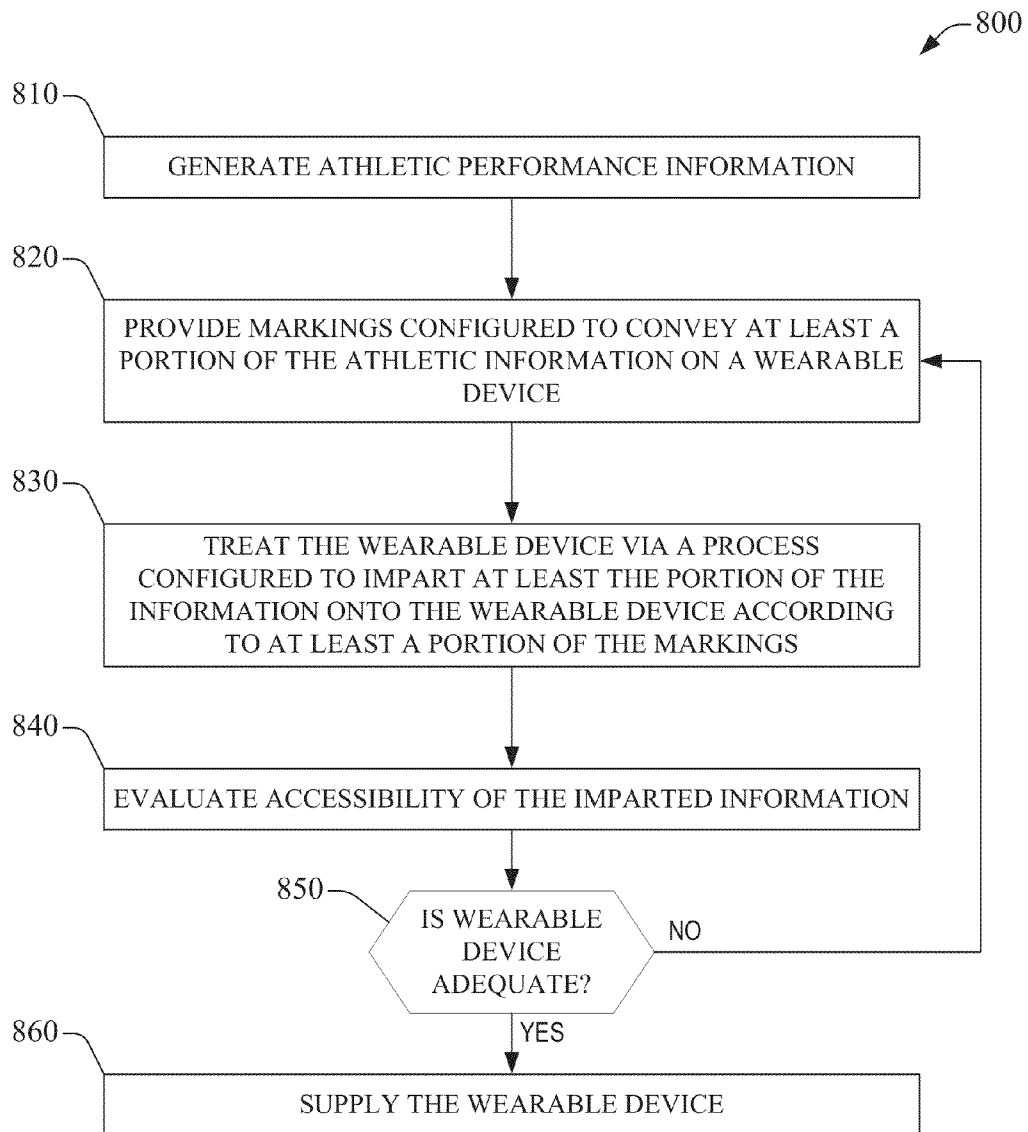 800
810
GENERATE ATHLETIC PERFORMANCE INFORMATION
820
PROVIDE MARKINGS CONFIGURED TO CONVEY AT LEAST A
PORTION OF THE ATHLETIC INFORMATION ON A WEARABLE
DEVICE
830
TREAT THE WEARABLE DEVICE VIA A PROCESS
CONFIGURED TO IMPART AT LEAST THE PORTION OF THE
INFORMATION ONTO THE WEARABLE DEVICE ACCORDING
TO AT LEAST A PORTION OF THE MARKINGS
840
EVALUATE ACCESSIBILITY OF THE IMPARTED INFORMATION
850
IS WEARABLE
DEVICE
ADEQUATE?
NO
YES
860
SUPPLY THE WEARABLE DEVICE